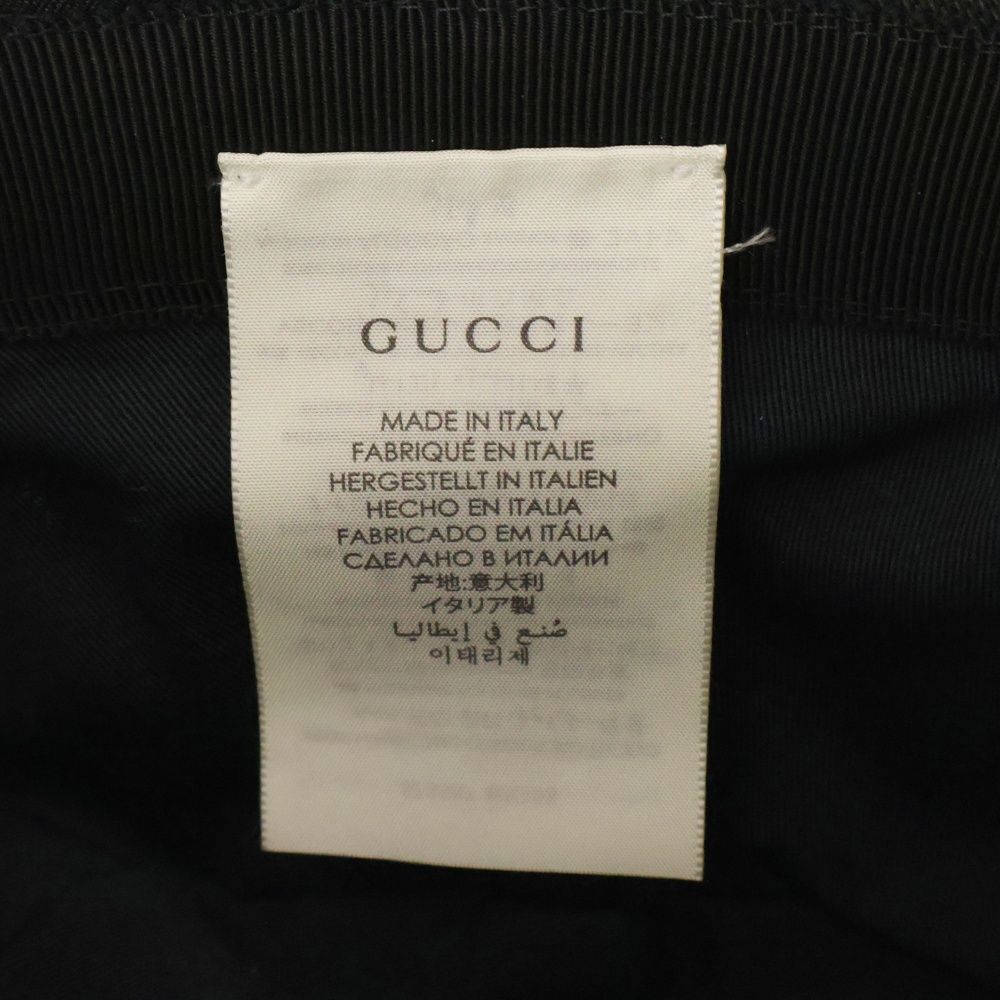 GUCCI
MADE IN ITALY
FABRIQUÉ EN ITALIE
HERGESTELLT IN ITALIEN
HECHO EN ITALIA
FABRICADO EM ITÁLIA
СДЕЛАНО В ИТАЛИИ
产地:意大利
イタリア製
صُنع في إيطاليا
이태리제